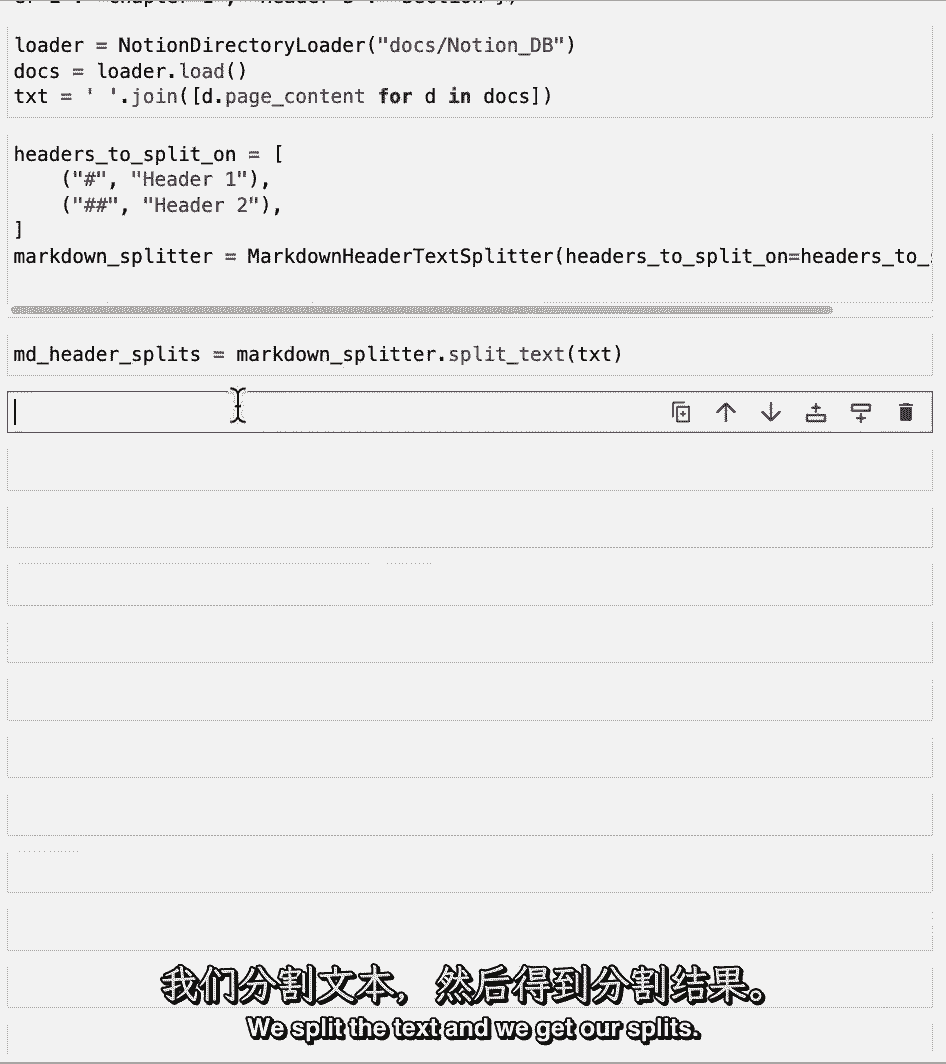 loader = NotionDirectoryLoader("docs/Notion_DB")
docs = loader.load()
txt = ' '.join([d.page_content for d in docs])
headers_to_split_on = [
    ("#", "Header 1"),
    ("##", "Header 2"),
]
markdown_splitter = MarkdownHeaderTextSplitter(headers_to_split_on=headers_to_
md_header_splits = markdown_splitter.split_text(txt)
我们分割文本，然后得到分割结果。
We split the text and we get our splits.